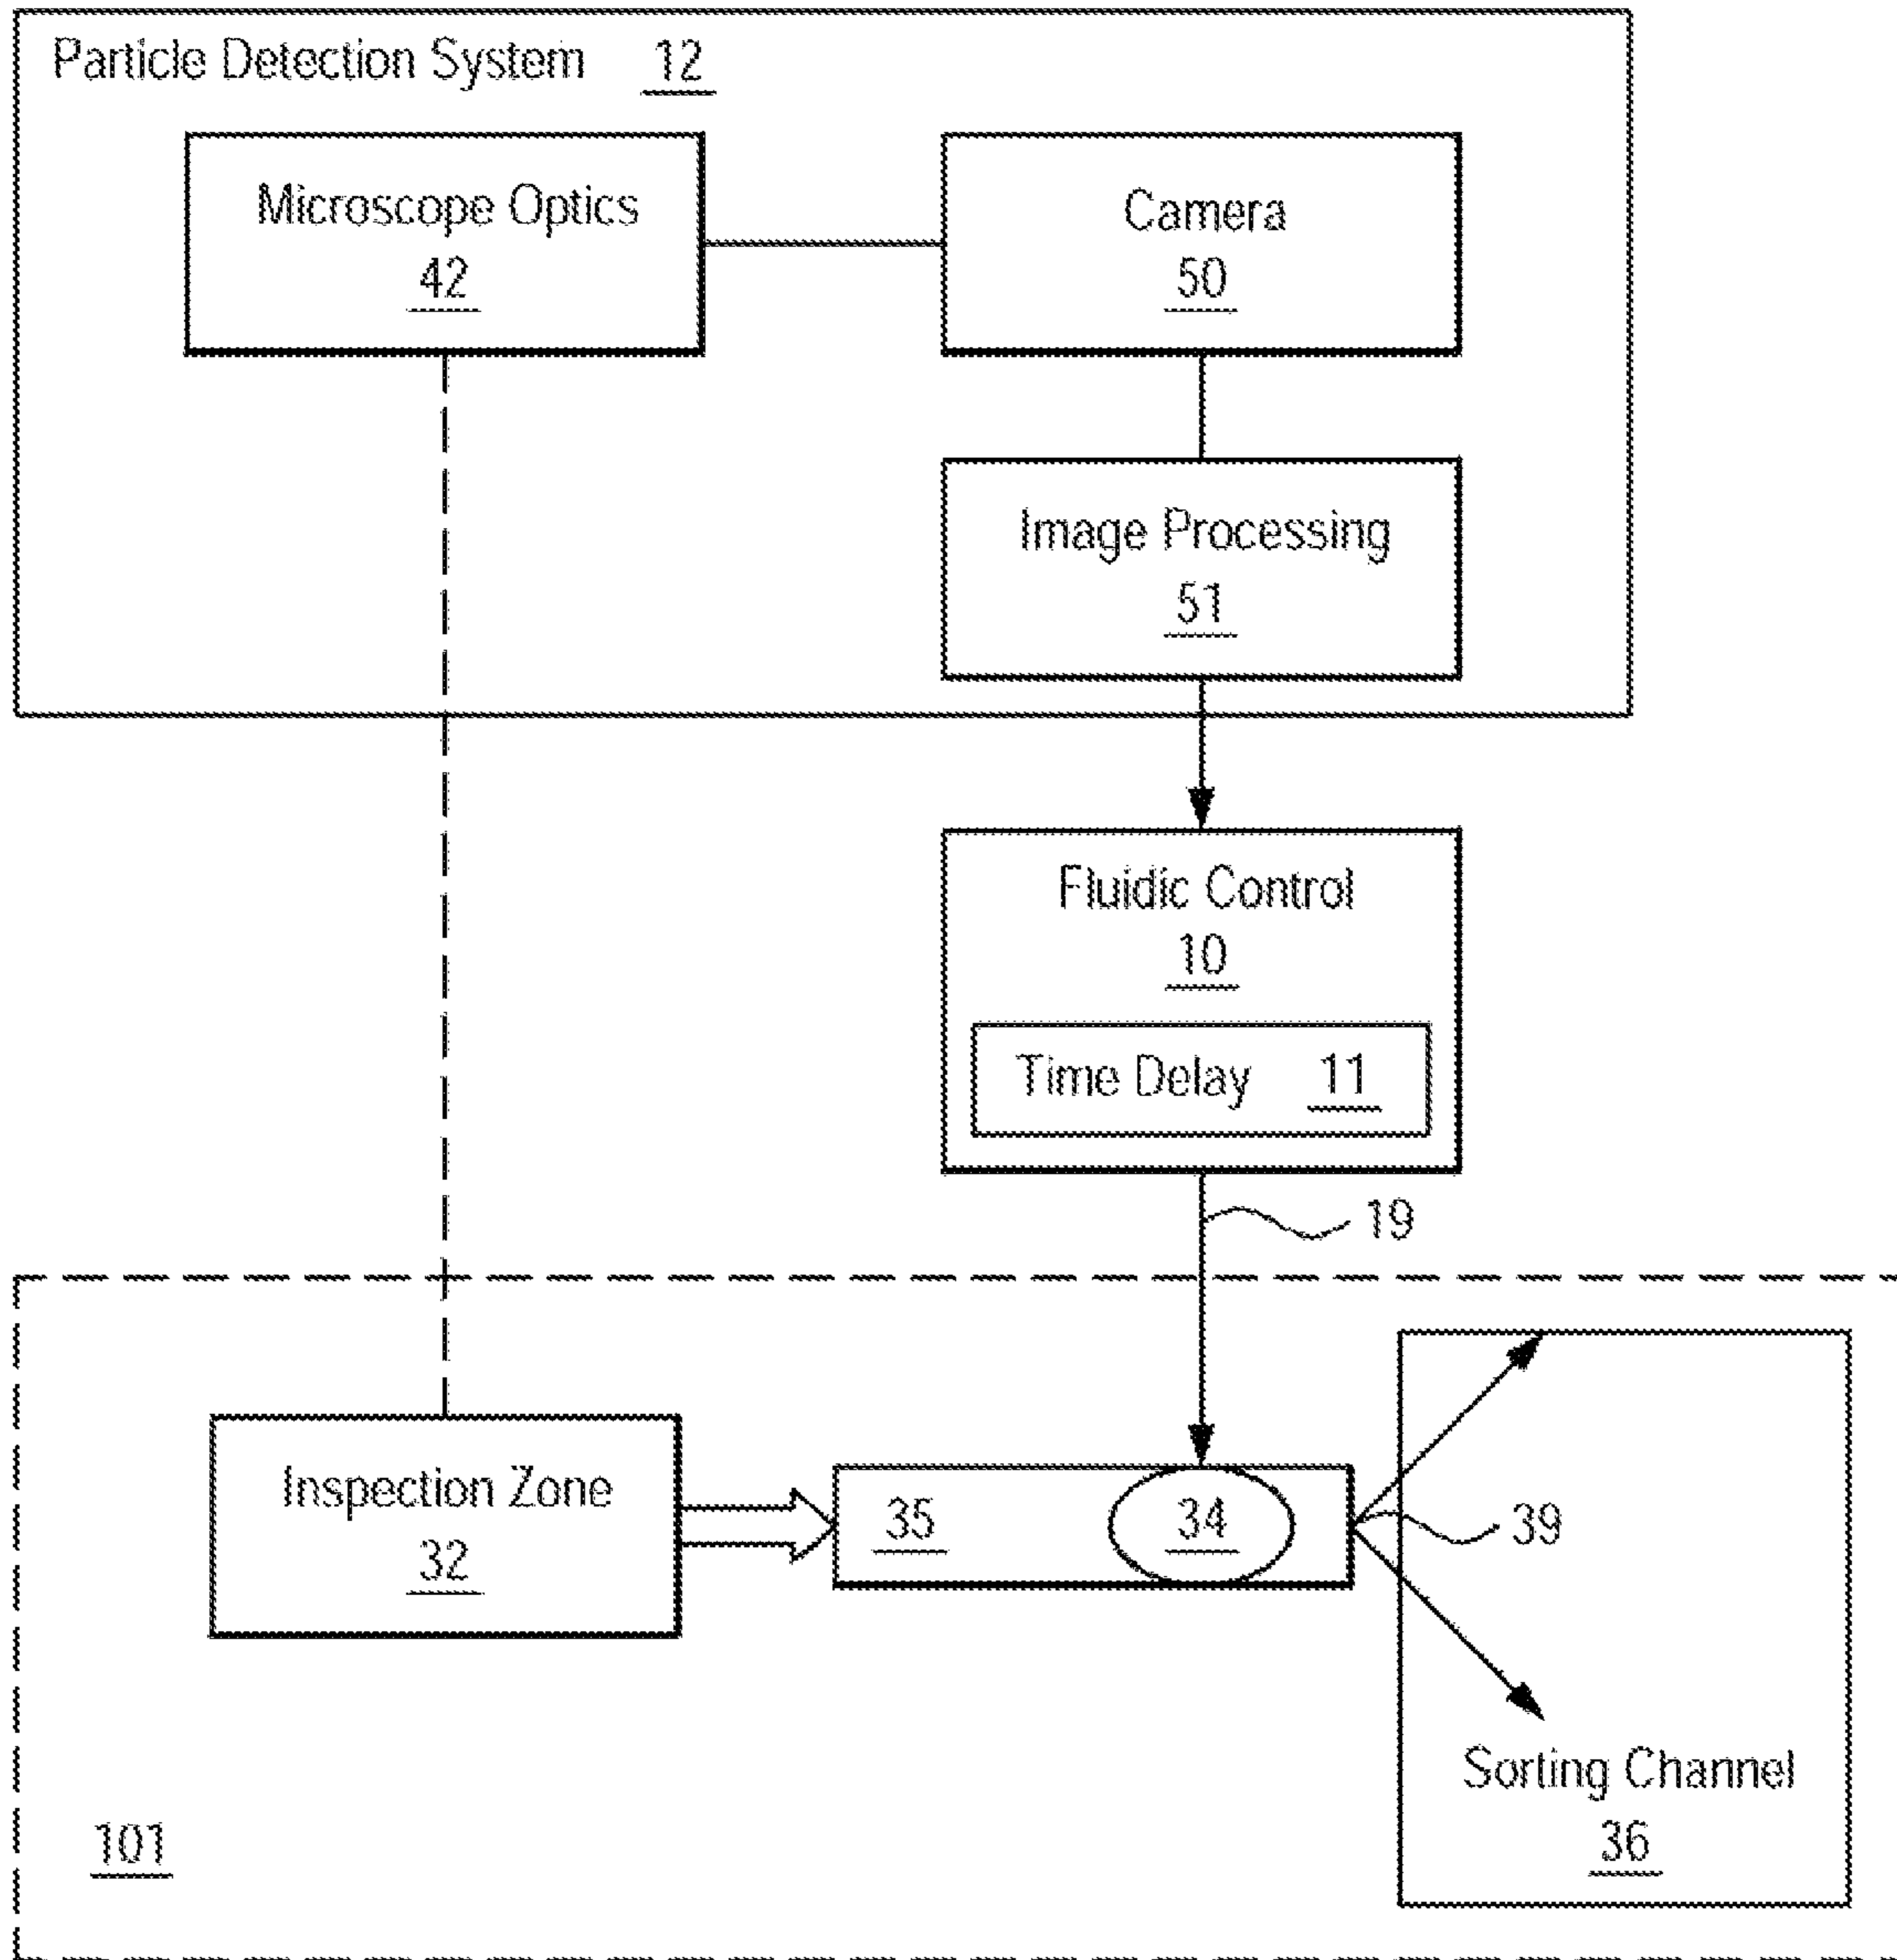 Particle Detection System 12
Microscope Optics
42
Camera
50
Image Processing
51
Fluidic Control
10
Time Delay 11
19
Inspection Zone
32
35
34
39
Sorting Channel
36
101